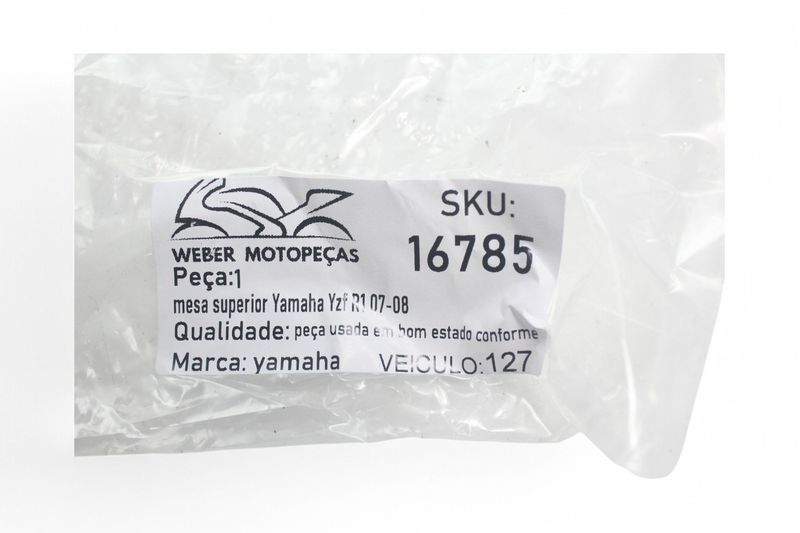 WEBER MOTOPEÇAS
SKU:
16785
Peça:1
mesa superior Yamaha Yzf R1 07-08
Qualidade: peça usada em bom estado conforme
Marca: yamaha VEICULO:127